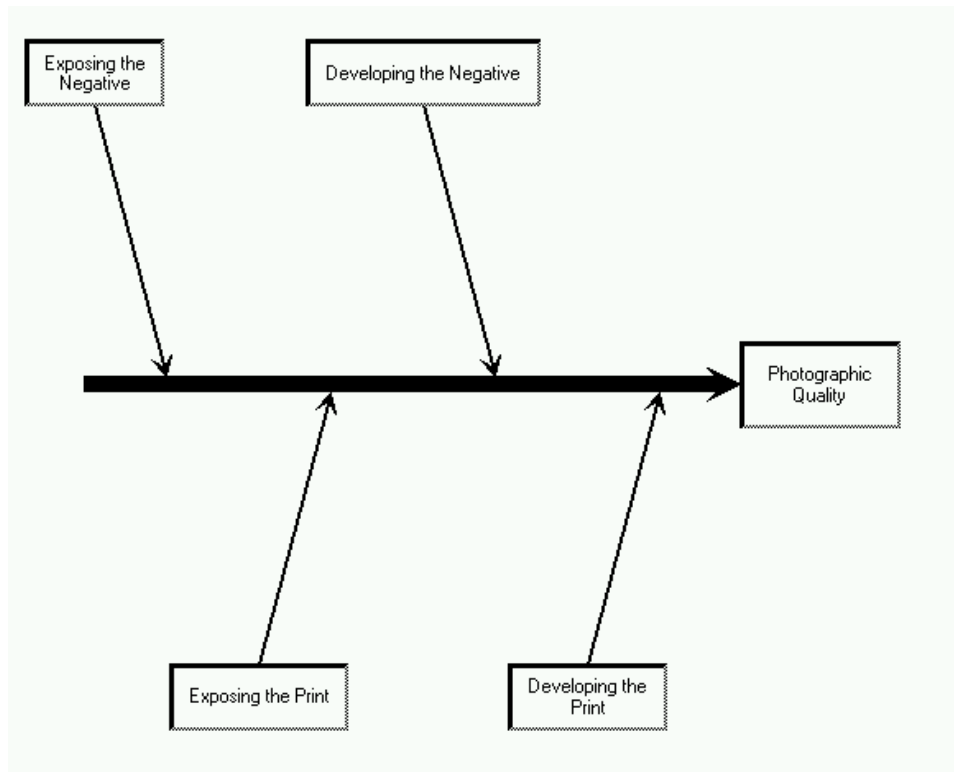 Exposing the
Negative
Developing the Negative
Photographic
Quality
Exposing the Print
Developing the
Print